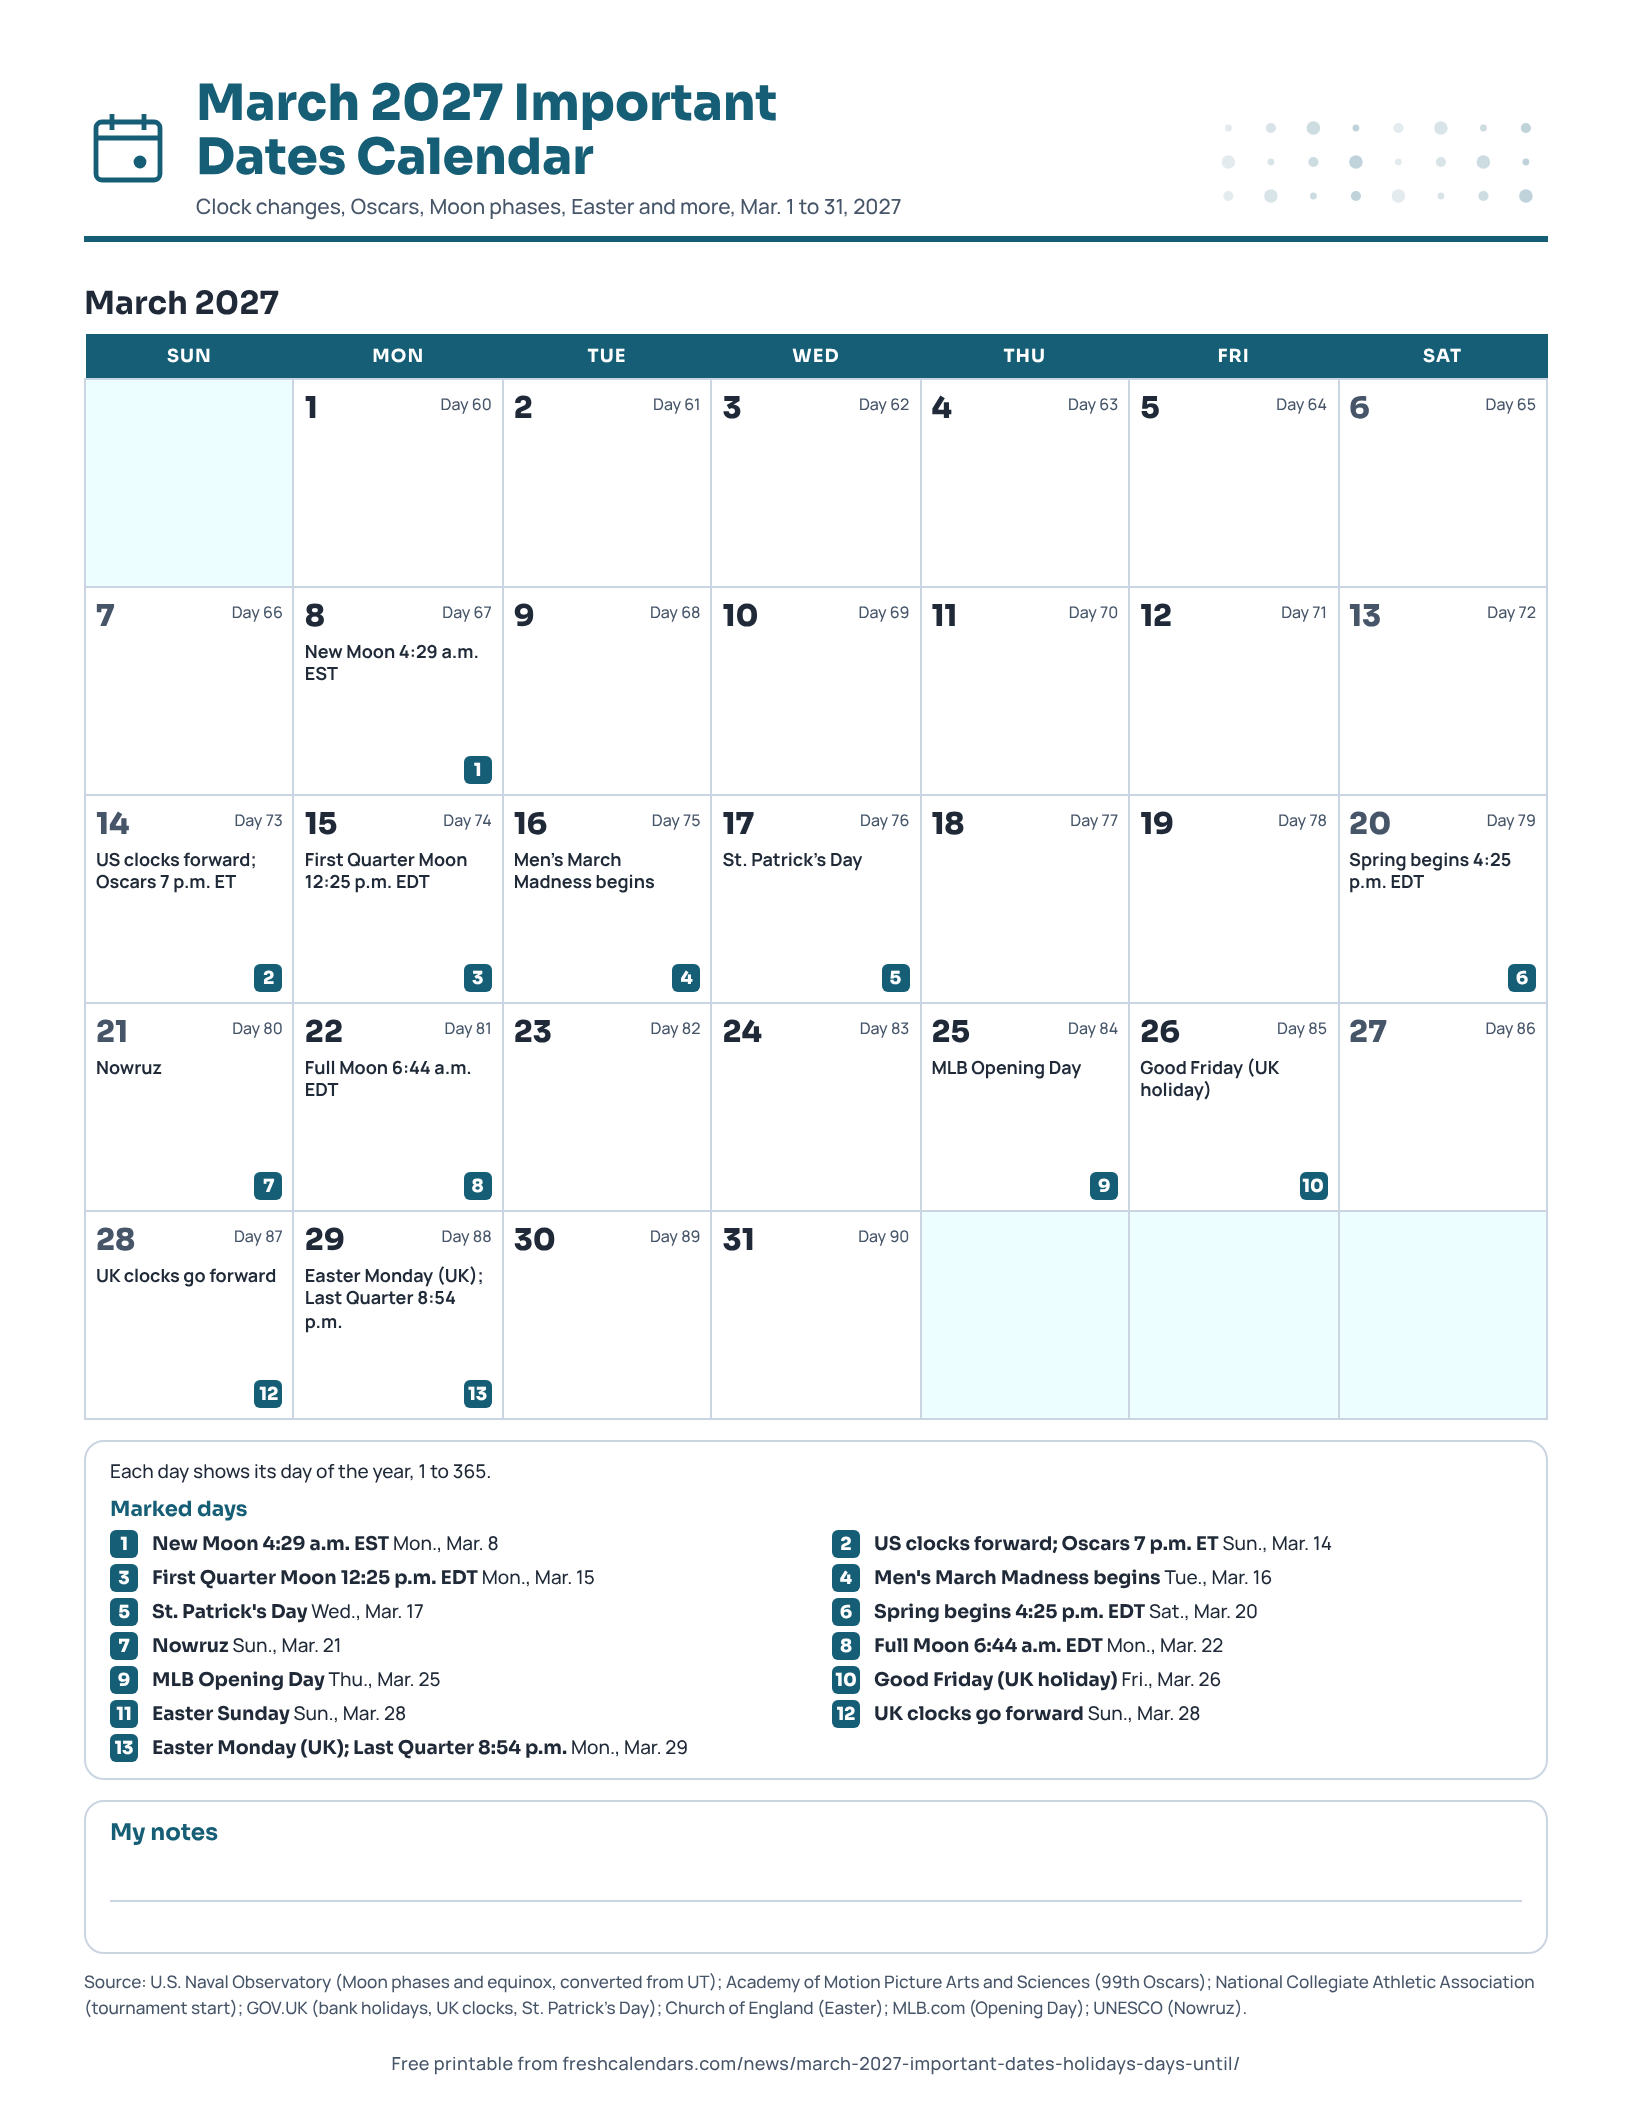 March 2027 Important
Dates Calendar
Clock changes, Oscars, Moon phases, Easter and more, Mar. 1 to 31, 2027
March 2027
SUN MON TUE WED THU FRI SAT
1 Day 60 2 Day 61 3 Day 62 4 Day 63 5 Day 64 6 Day 65
7 Day 66 8 Day 67 9 Day 68 10 Day 69 11 Day 70 12 Day 71 13 Day 72
New Moon 4:29 a.m.
EST
1
14 Day 73 15 Day 74 16 Day 75 17 Day 76 18 Day 77 19 Day 78 20 Day 79
US clocks forward; First Quarter Moon Men's March St. Patrick's Day Spring begins 4:25
Oscars 7 p.m. ET 12:25 p.m. EDT Madness begins p.m. EDT
2 3 4 5 6
21 Day 80 22 Day 81 23 Day 82 24 Day 83 25 Day 84 26 Day 85 27 Day 86
Nowruz Full Moon 6:44 a.m. MLB Opening Day Good Friday (UK
EDT holiday)
7 8 9 10
28 Day 87 29 Day 88 30 Day 89 31 Day 90
UK clocks go forward Easter Monday (UK);
Last Quarter 8:54
p.m.
12 13
Each day shows its day of the year, 1 to 365.
Marked days
1 New Moon 4:29 a.m. EST Mon., Mar. 8 2 US clocks forward; Oscars 7 p.m. ET Sun., Mar. 14
3 First Quarter Moon 12:25 p.m. EDT Mon., Mar. 15 4 Men's March Madness begins Tue., Mar. 16
5 St. Patrick's Day Wed., Mar. 17 6 Spring begins 4:25 p.m. EDT Sat., Mar. 20
7 Nowruz Sun., Mar. 21 8 Full Moon 6:44 a.m. EDT Mon., Mar. 22
9 MLB Opening Day Thu., Mar. 25 10 Good Friday (UK holiday) Fri., Mar. 26
11 Easter Sunday Sun., Mar. 28 12 UK clocks go forward Sun., Mar. 28
13 Easter Monday (UK); Last Quarter 8:54 p.m. Mon., Mar. 29
My notes
Source: U.S. Naval Observatory (Moon phases and equinox, converted from UT); Academy of Motion Picture Arts and Sciences (99th Oscars); National Collegiate Athletic Association
(tournament start); GOV.UK (bank holidays, UK clocks, St. Patrick's Day); Church of England (Easter); MLB.com (Opening Day); UNESCO (Nowruz).
Free printable from freshcalendars.com/news/march-2027-important-dates-holidays-days-until/